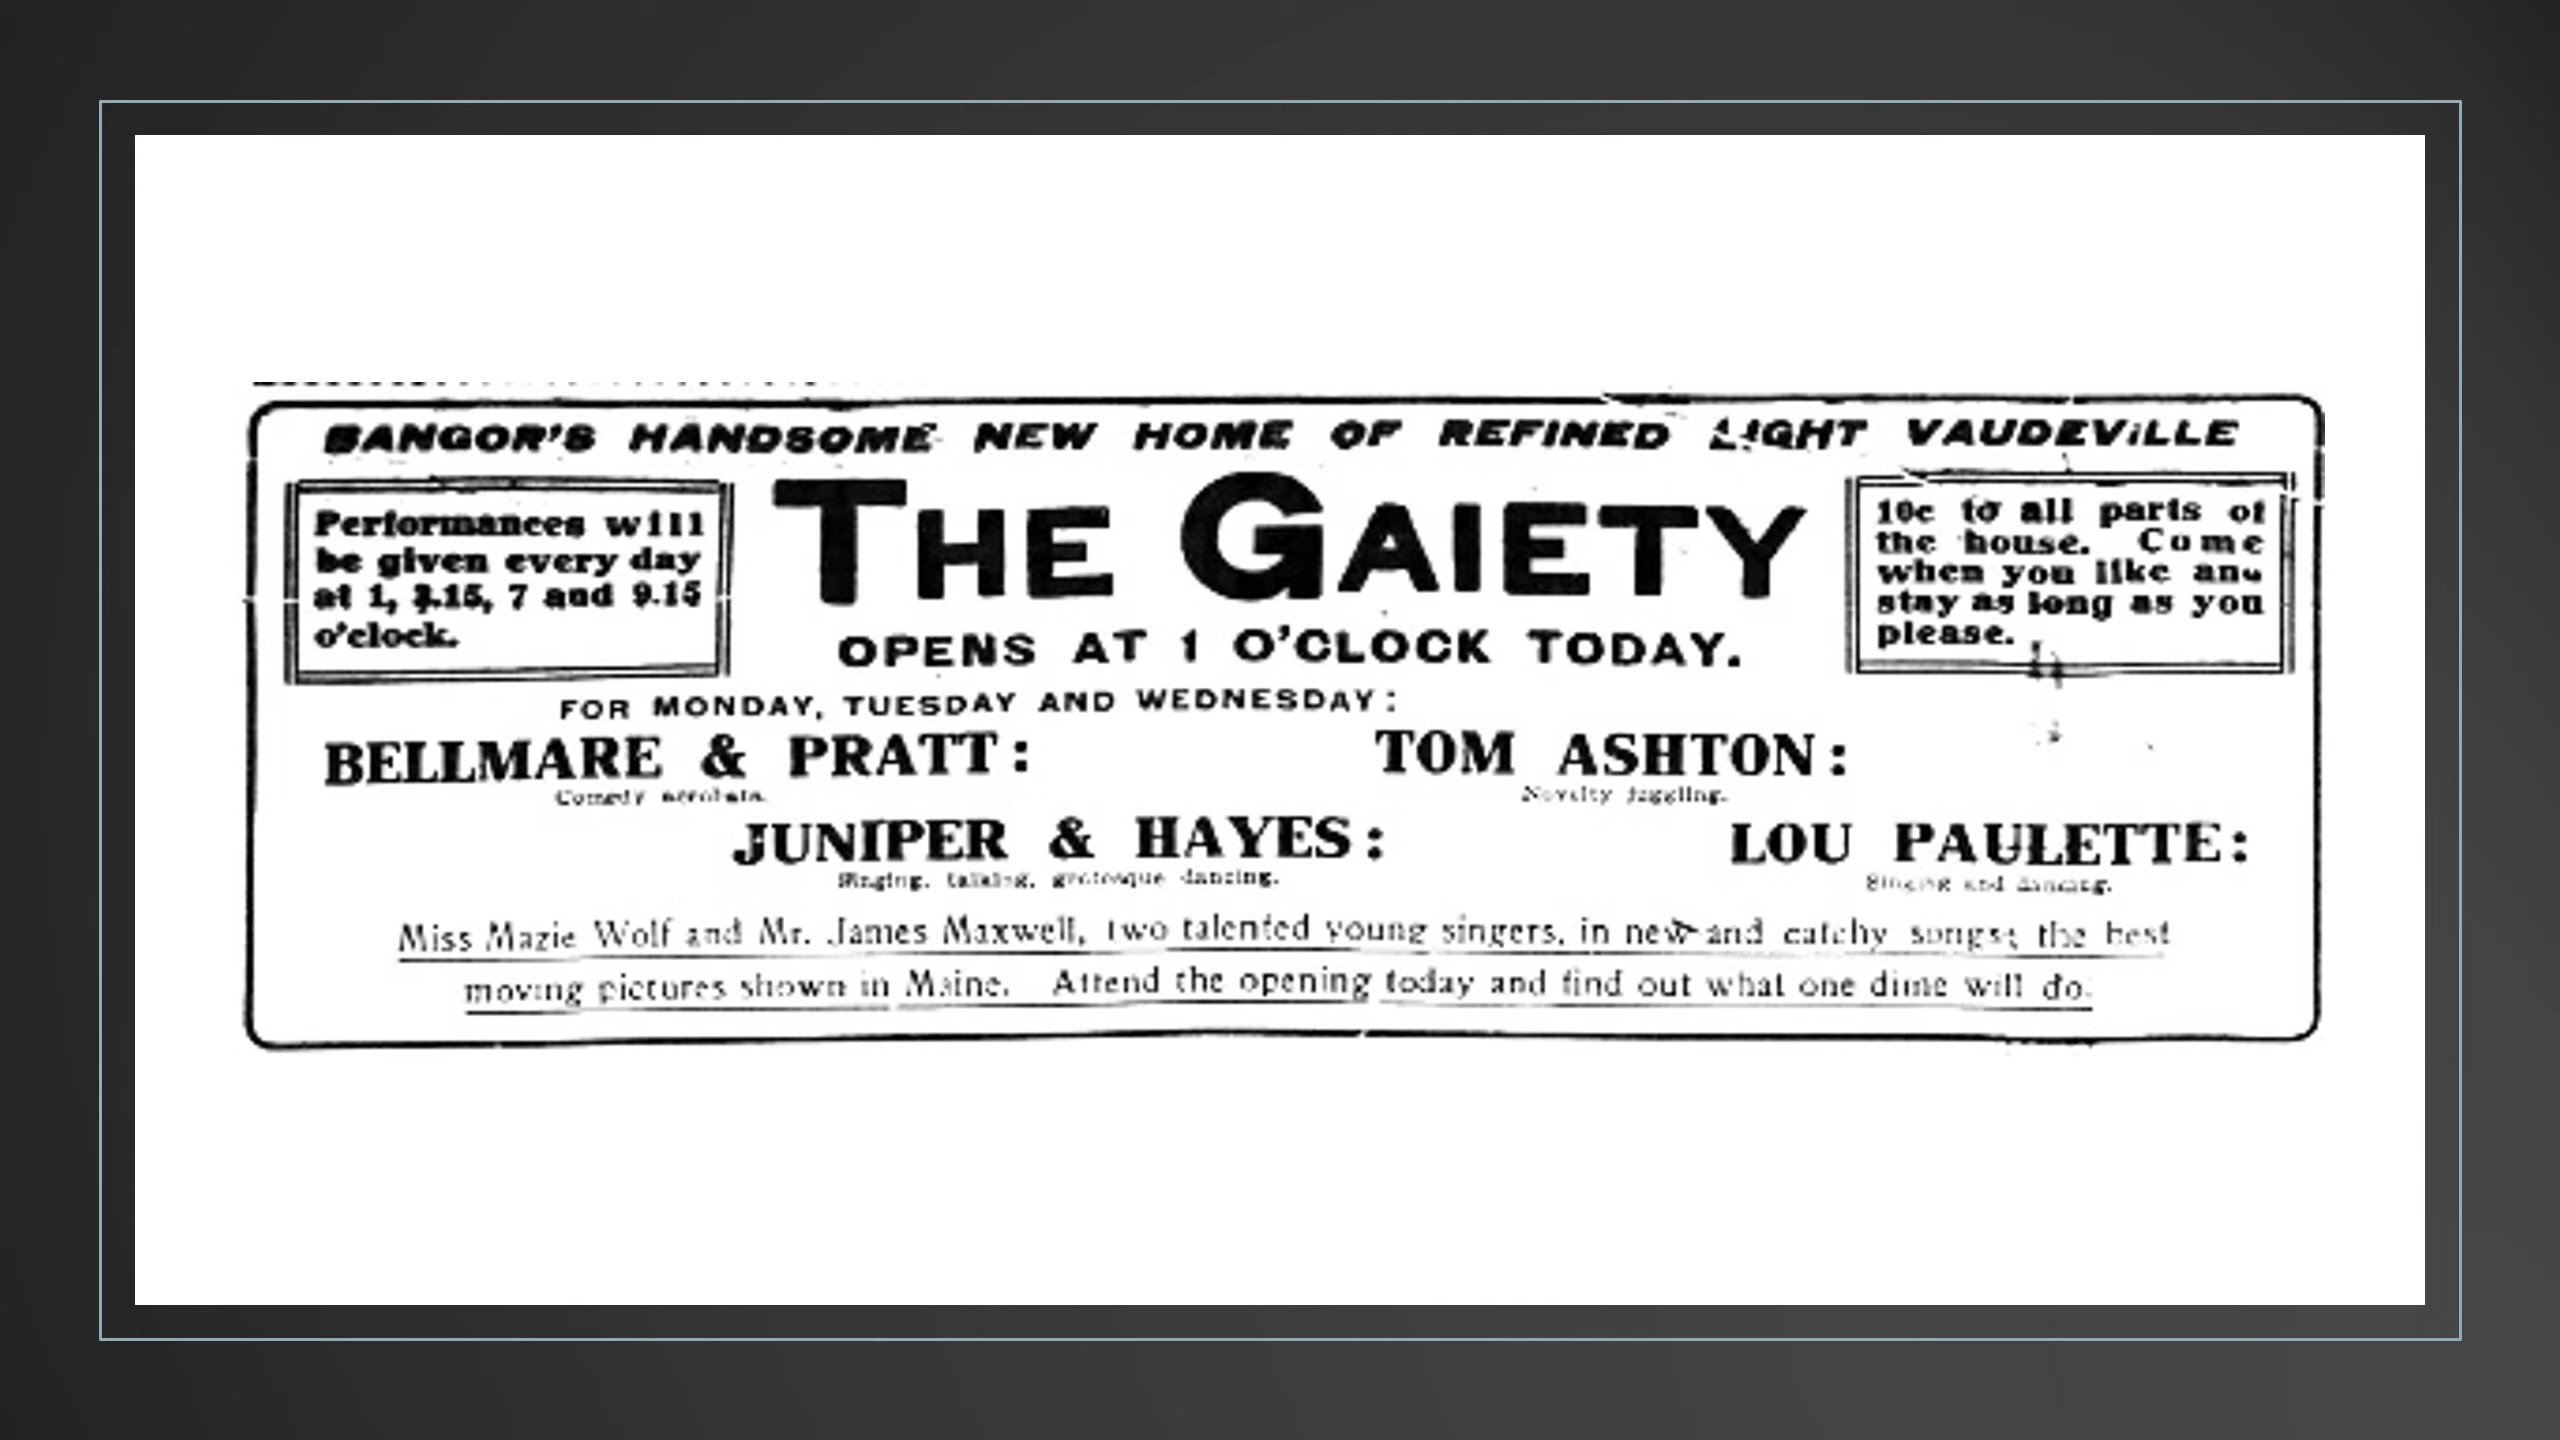 BANGOR'S HANDSOME NEW HOME OF REFINED LIGHT VAUDEVILLE
Performances will
be given every day
at 1, 3.15, 7 and 9.15
o'clock.
THE GAIETY
OPENS AT 1 O'CLOCK TODAY.
10c to all parts of
the house. Come
when you like and
stay as long as you
please.
FOR MONDAY, TUESDAY AND WEDNESDAY:
BELLMARE & PRATT:
Comedy acrobats.
TOM ASHTON:
Novelty juggling.
JUNIPER & HAYES:
Singing, talking, grotesque dancing.
LOU PAULETTE:
Singing and dancing.
Miss Mazie Wolf and Mr. James Maxwell, two talented young singers, in new and catchy songs; the best
moving pictures shown in Maine. Attend the opening today and find out what one dime will do.